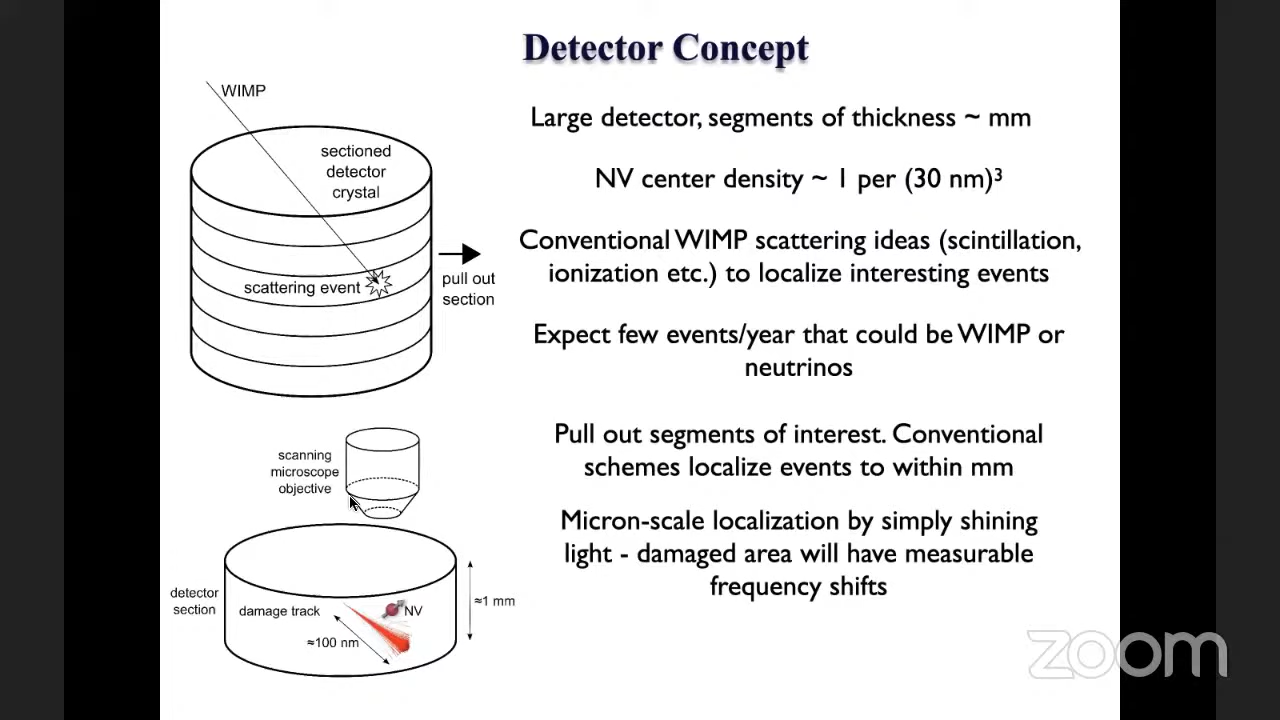 Detector Concept
WIMP
sectioned
detector
crystal
scattering event
pull out
section
Large detector, segments of thickness ~ mm
NV center density ~ 1 per (30 nm)³
Conventional WIMP scattering ideas (scintillation,
ionization etc.) to localize interesting events
Expect few events/year that could be WIMP or
neutrinos
Pull out segments of interest. Conventional
schemes localize events to within mm
Micron-scale localization by simply shining
light - damaged area will have measurable
frequency shifts
scanning
microscope
objective
detector
section
damage track
NV
≈100 nm
≈1 mm
zoom